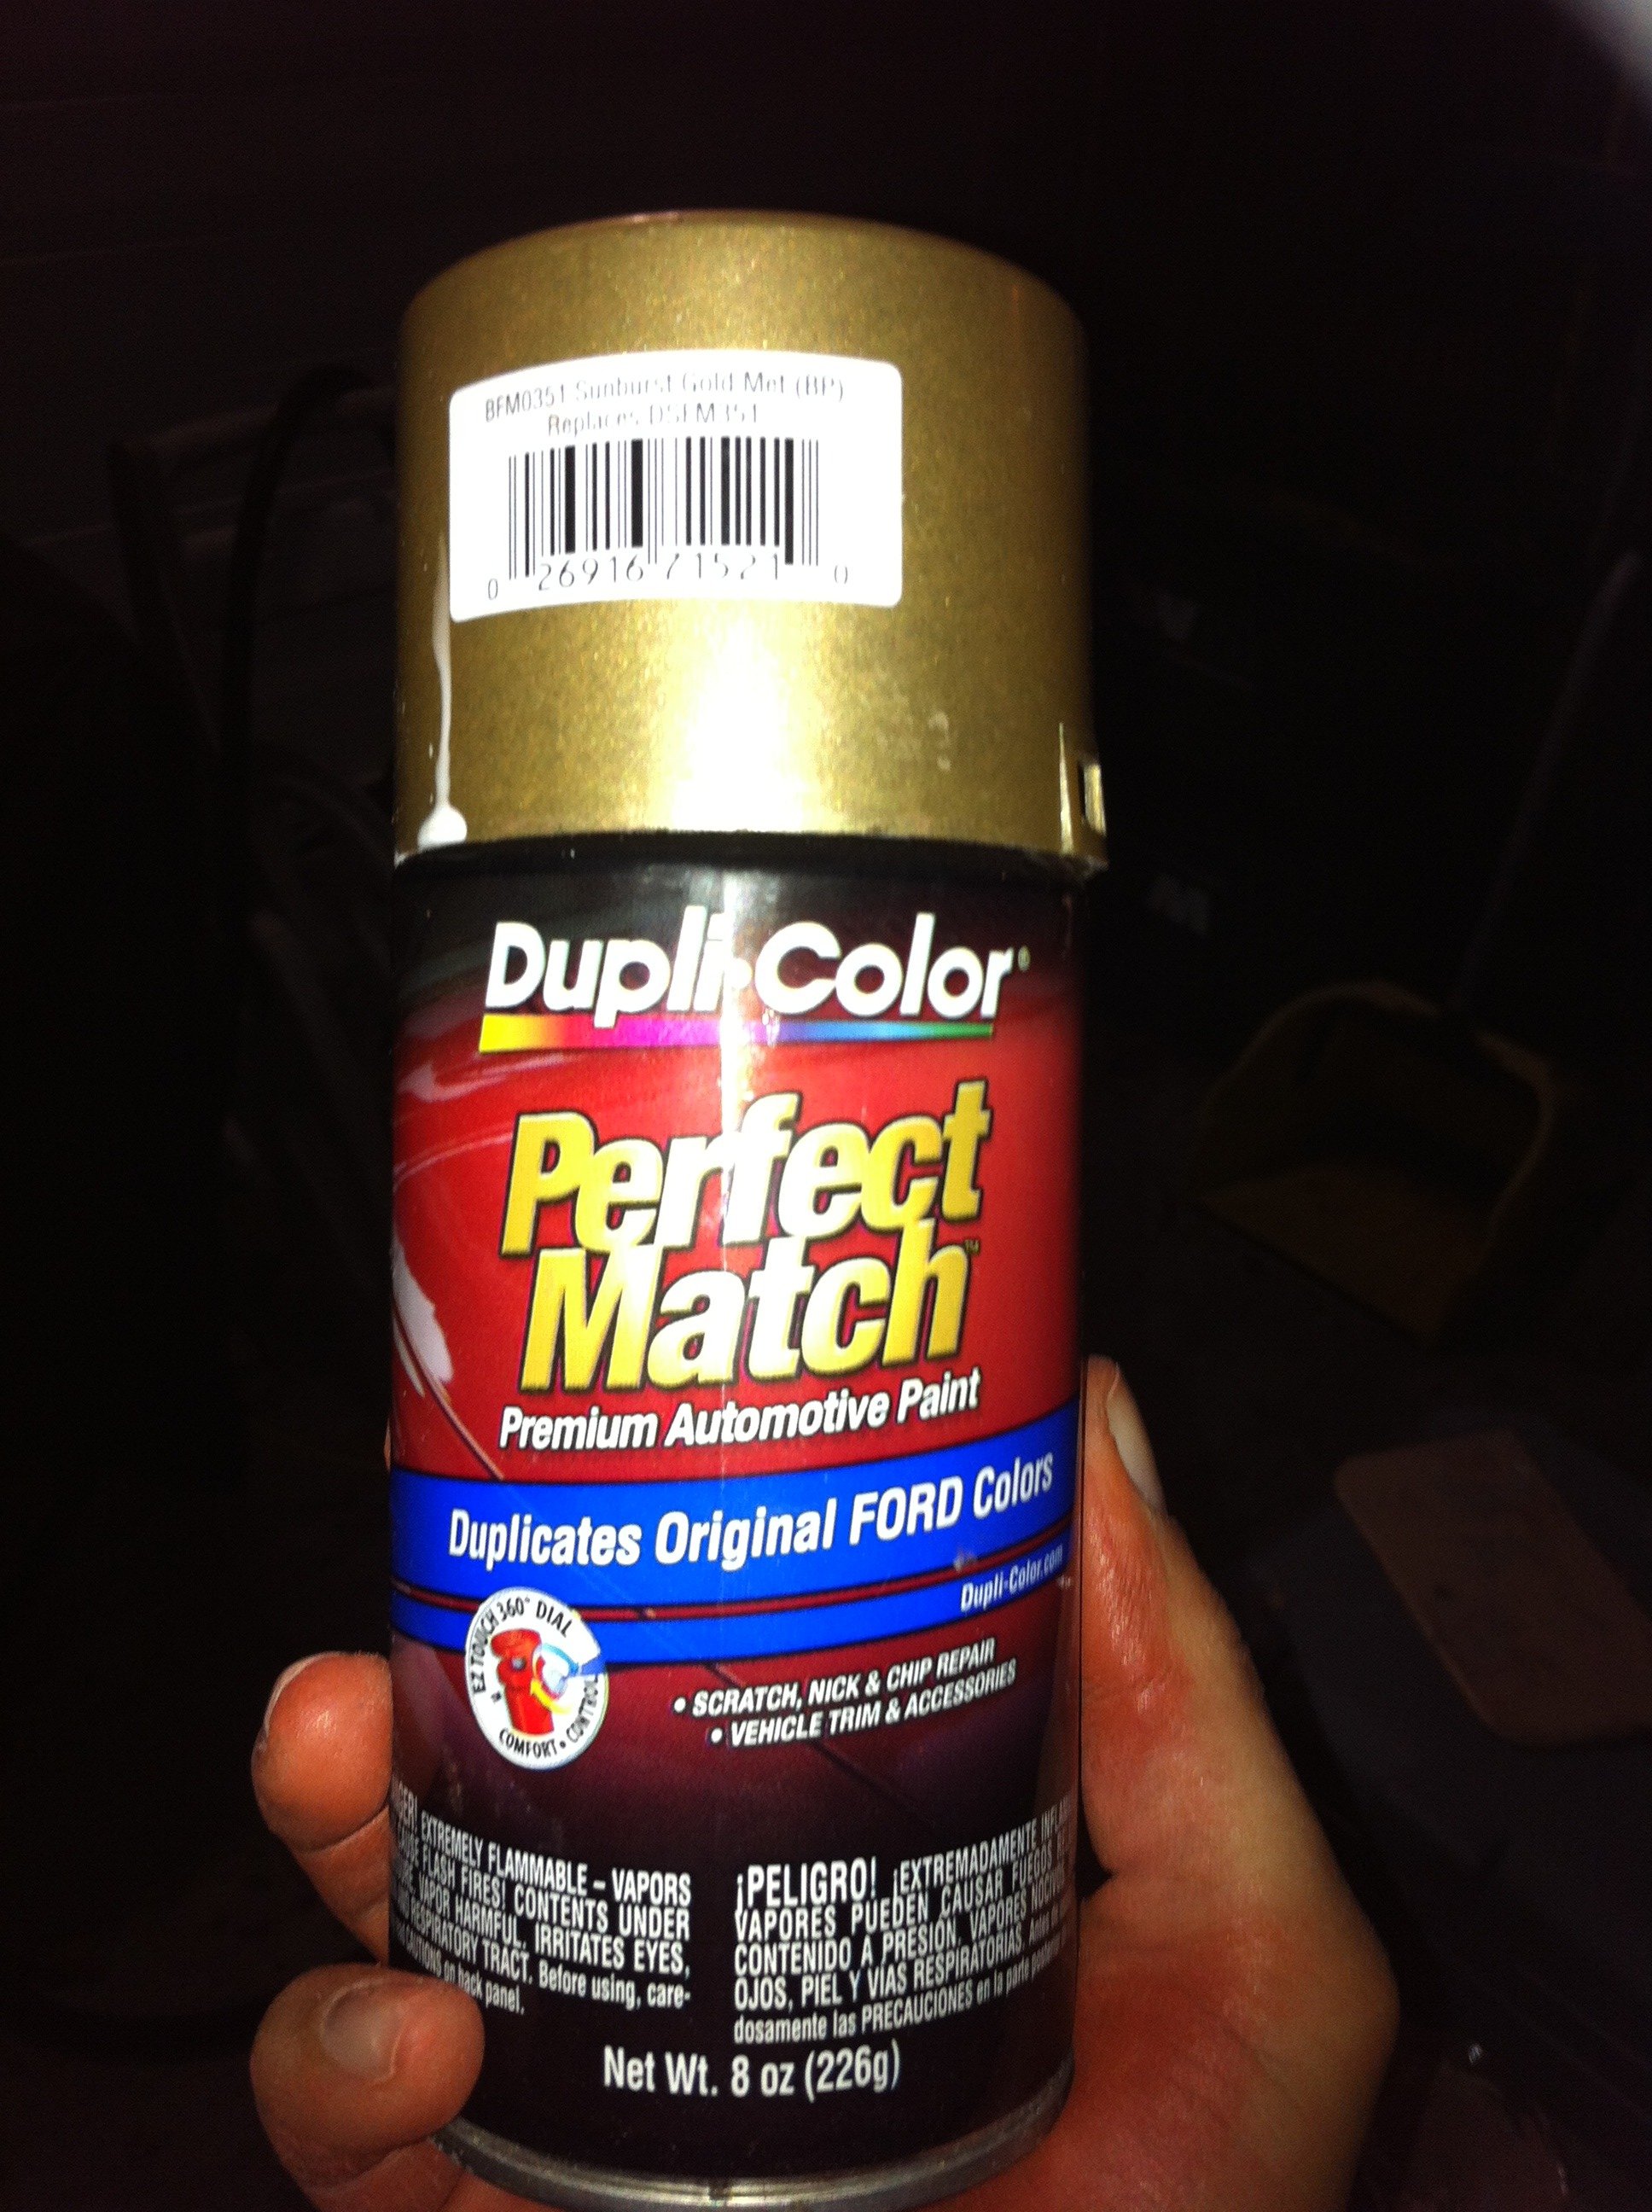 BFM0351 Sunburst Gold Met (BP)
Replaces DSFM351
0 26916 71521 0
Dupli-Color®
Perfect
Match™
Premium Automotive Paint
Duplicates Original FORD Colors
Dupli-Color.com
EZ TOUCH 360° DIAL
COMFORT • CONTROL
• SCRATCH, NICK & CHIP REPAIR
• VEHICLE TRIM & ACCESSORIES
EXTREMELY FLAMMABLE – VAPORS
FLASH FIRES! CONTENTS UNDER
VAPOR HARMFUL. IRRITATES EYES,
TRACT. Before using, care-
on back panel.
¡PELIGRO! ¡EXTREMADAMENTE
VAPORES PUEDEN CAUSAR FUEGOS
CONTENIDO A PRESIÓN. VAPORES NOCIVOS
OJOS, PIEL Y VIAS RESPIRATORIAS.
dosamente las PRECAUCIONES en la parte
Net Wt. 8 oz (226g)